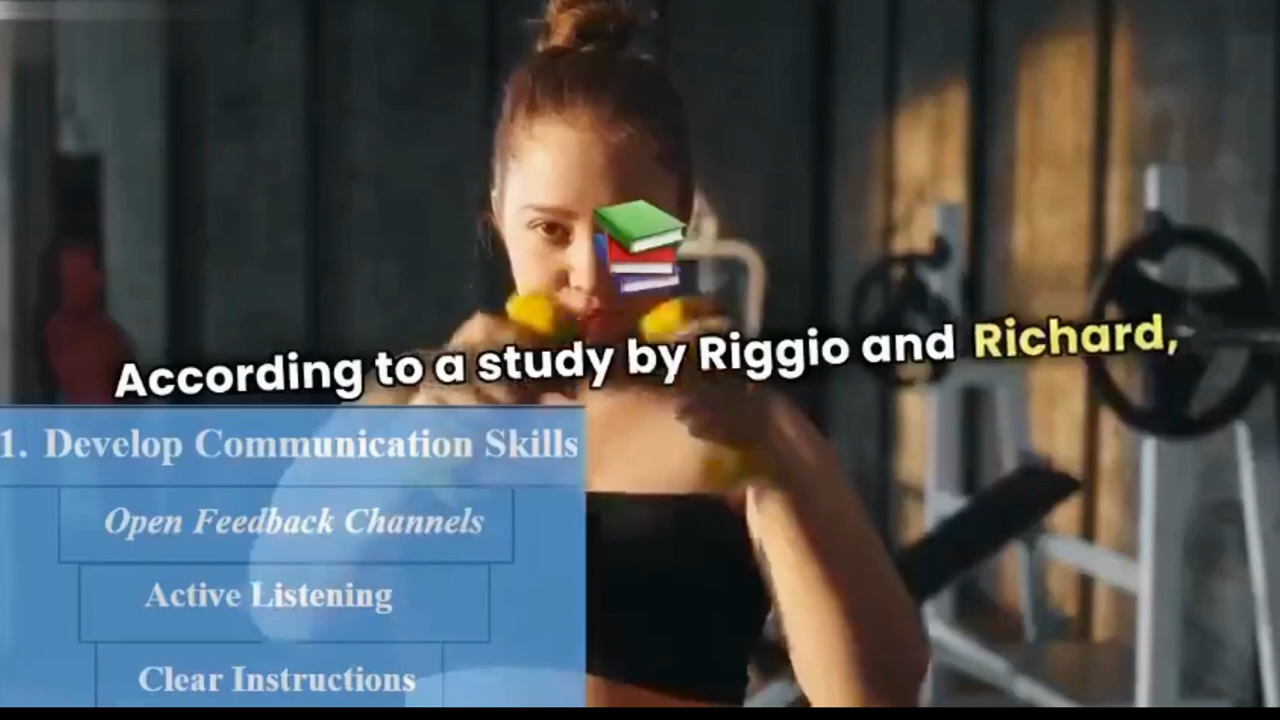 According to a study by Riggio and Richard,
1. Develop Communication Skills
Open Feedback Channels
Active Listening
Clear Instructions